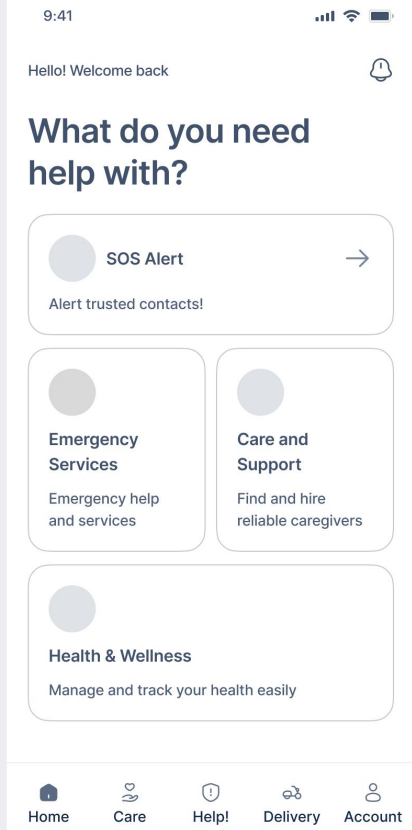 9:41
Hello! Welcome back
What do you need
help with?
SOS Alert
Alert trusted contacts!
Emergency
Services
Emergency help
and services
Care and
Support
Find and hire
reliable caregivers
Health & Wellness
Manage and track your health easily
Home
Care
Help!
Delivery
Account